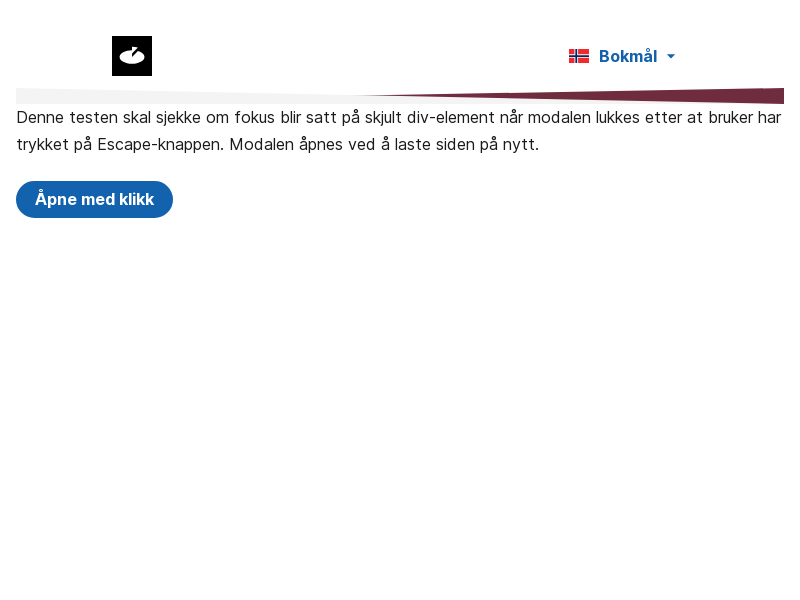 Bokmål
Denne testen skal sjekke om fokus blir satt på skjult div-element når modalen lukkes etter at bruker har
trykket på Escape-knappen. Modalen åpnes ved å laste siden på nytt.
Åpne med klikk